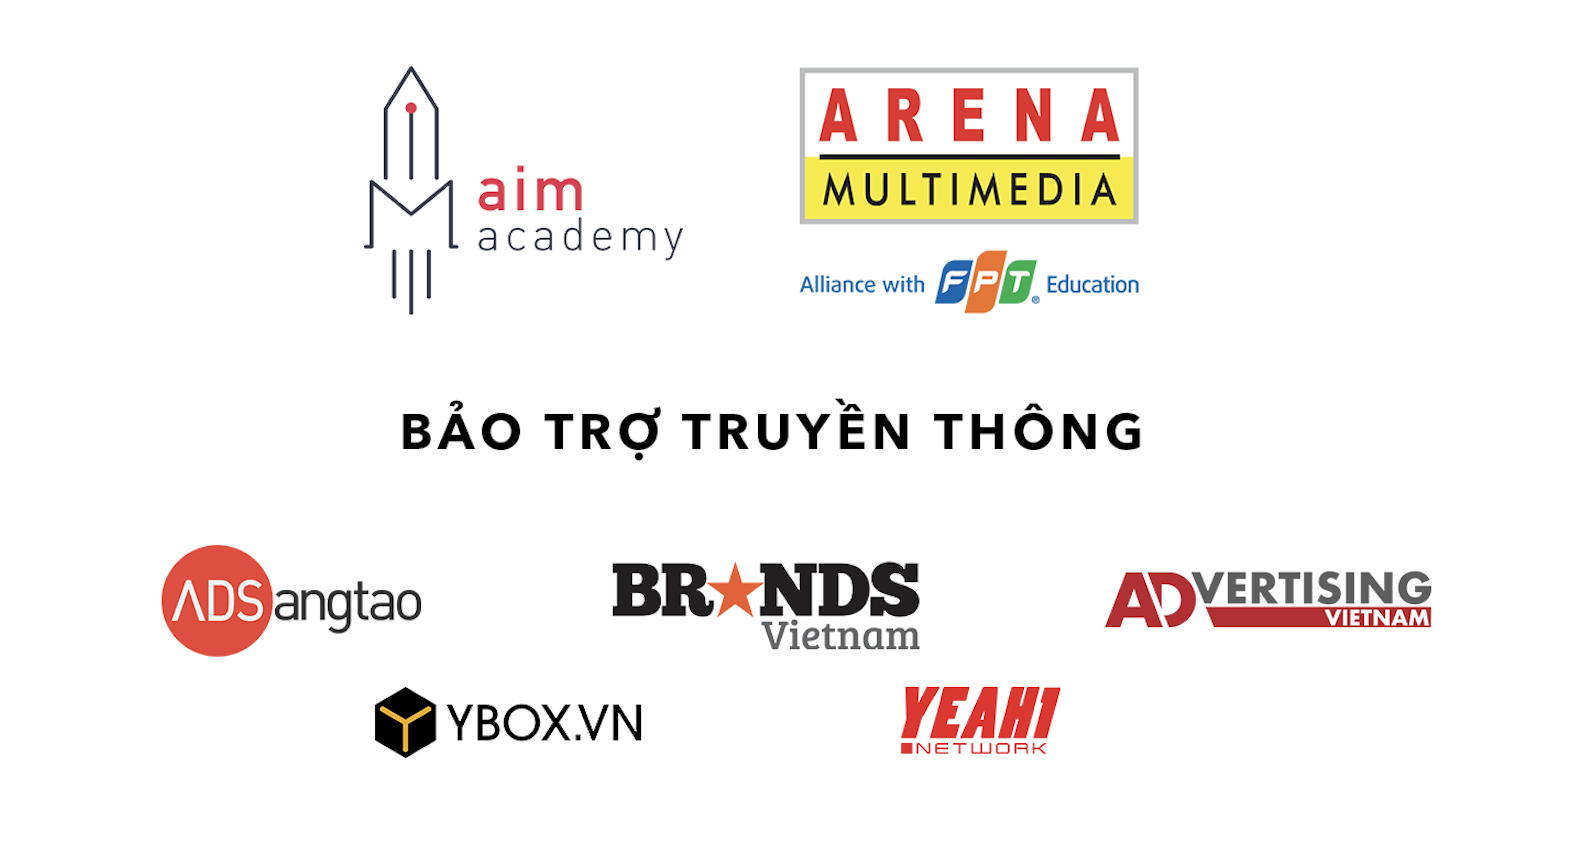 aim
academy
ARENA
MULTIMEDIA
Alliance with FPT® Education
BẢO TRỢ TRUYỀN THÔNG
ADSangtao
BRANDS
Vietnam
ADVERTISING
VIETNAM
YBOX.VN
YEAH1
NETWORK